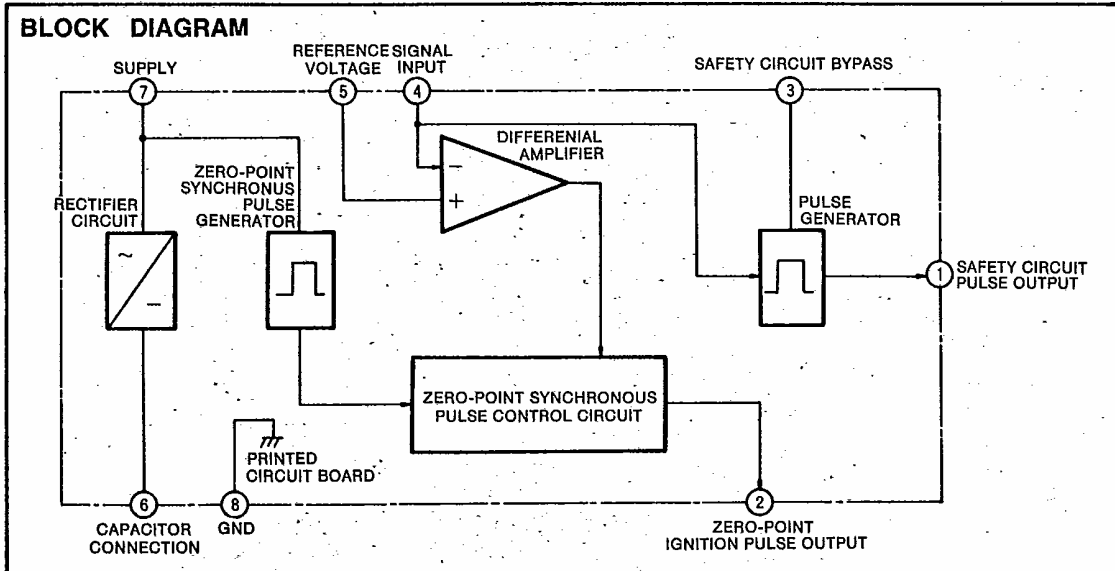 BLOCK DIAGRAM
SUPPLY
7
REFERENCE
VOLTAGE
5
SIGNAL
INPUT
4
SAFETY CIRCUIT BYPASS
3
DIFFERENIAL
AMPLIFIER
−
+
ZERO-POINT
SYNCHRONUS
PULSE
GENERATOR
RECTIFIER
CIRCUIT
~
−
PULSE
GENERATOR
1
SAFETY CIRCUIT
PULSE OUTPUT
ZERO-POINT SYNCHRONOUS
PULSE CONTROL CIRCUIT
PRINTED
CIRCUIT BOARD
6
CAPACITOR
CONNECTION
8
GND
2
ZERO-POINT
IGNITION PULSE OUTPUT